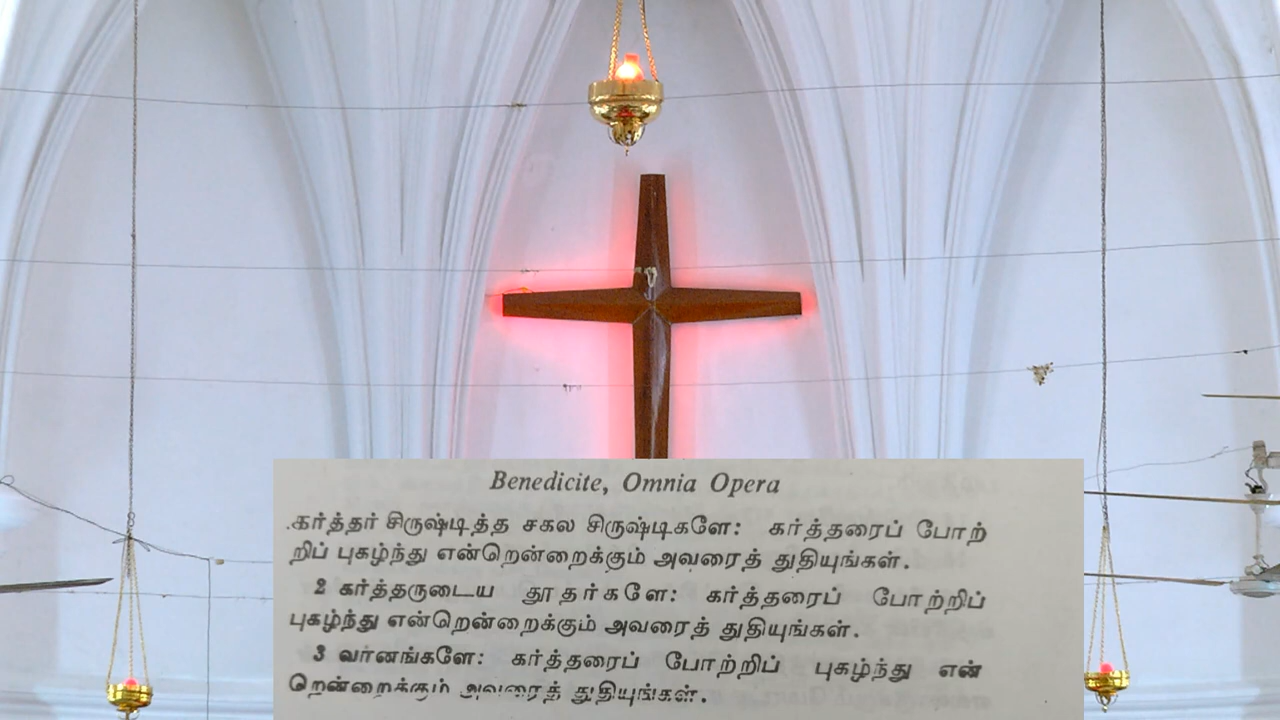 Benedicite, Omnia Opera
கர்த்தர் சிருஷ்டித்த சகல சிருஷ்டிகளே: கர்த்தரைப் போற்
றிப் புகழ்ந்து என்றென்றைக்கும் அவரைத் துதியுங்கள்.
2 கர்த்தருடைய தூதர்களே: கர்த்தரைப் போற்றிப்
புகழ்ந்து என்றென்றைக்கும் அவரைத் துதியுங்கள்.
3 வானங்களே: கர்த்தரைப் போற்றிப் புகழ்ந்து என்
றென்றைக்கும் அவரைத் துதியுங்கள்.